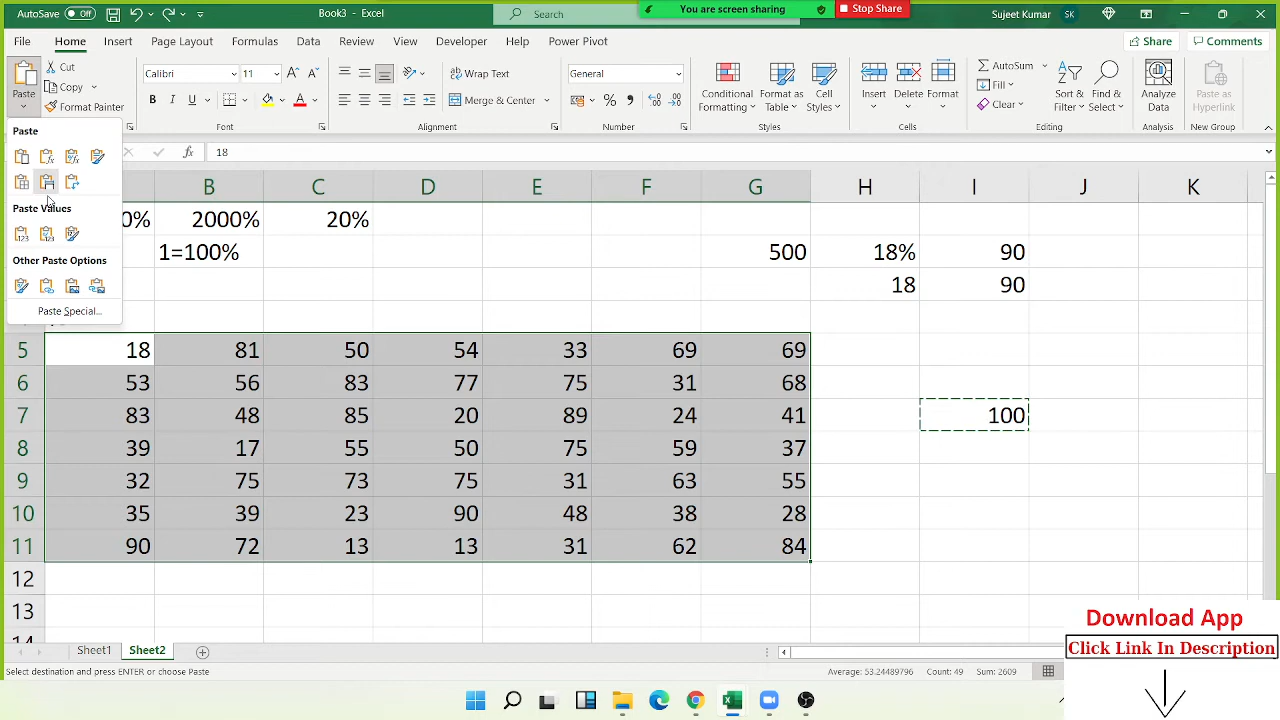 AutoSave Off Book3 - Excel Search You are screen sharing Stop Share Sujeet Kumar SK
File Home Insert Page Layout Formulas Data Review View Developer Help Power Pivot Share Comments
Paste Cut Copy Format Painter
Calibri 11 B I U A
Wrap Text Merge & Center
General % ,
Conditional Formatting Format as Table Cell Styles
Insert Delete Format
AutoSum Fill Clear Sort & Filter Find & Select
Analyze Data Paste as Hyperlink
Font Alignment Number Styles Cells Editing Analysis New Group
fx 18
Paste
Paste Values
Other Paste Options
Paste Special...
B C D E F G H I J K
0% 2000% 20%
1=100% 500 18% 90
18 90
5 18 81 50 54 33 69 69
6 53 56 83 77 75 31 68
7 83 48 85 20 89 24 41 100
8 39 17 55 50 75 59 37
9 32 75 73 75 31 63 55
10 35 39 23 90 48 38 28
11 90 72 13 13 31 62 84
12
13
14
Sheet1 Sheet2
Select destination and press ENTER or choose Paste Average: 53.24489796 Count: 49 Sum: 2609
Download App
Click Link In Description